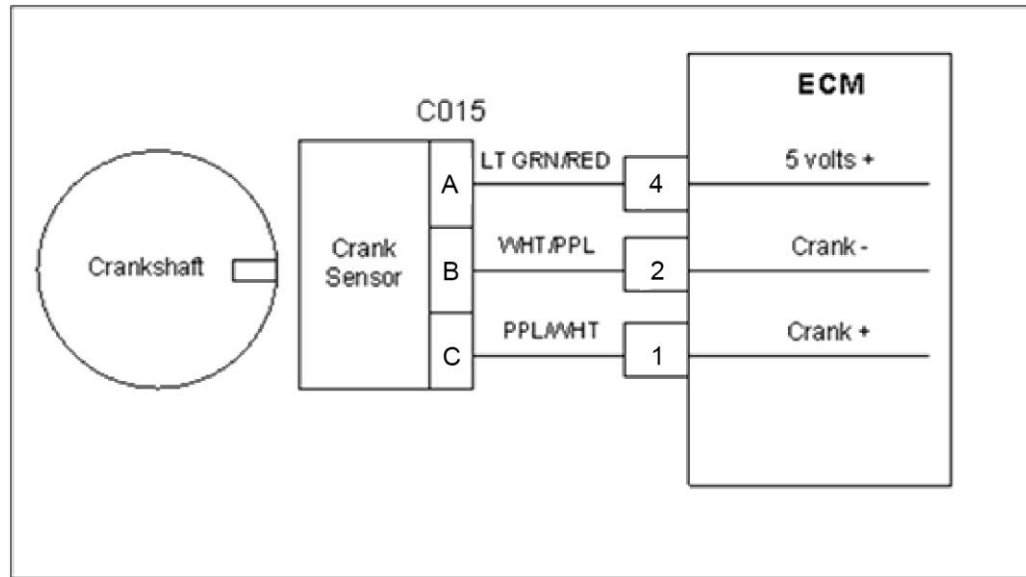 ECM
C015
LT GRN/RED
5 volts +
A
4
Crankshaft
Crank
Sensor
WHT/PPL
Crank -
B
2
PPL/WHT
Crank +
C
1